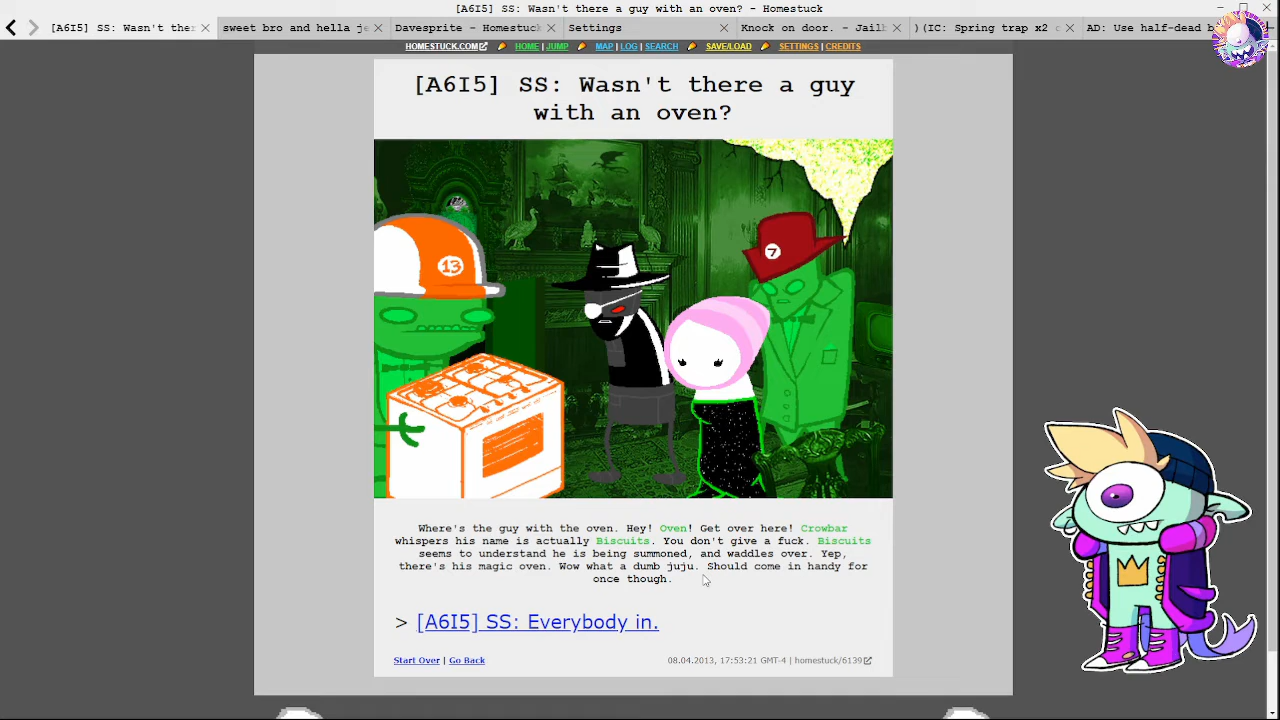 [A6I5] SS: Wasn't there a guy with an oven? - Homestuck
[A6I5] SS: Wasn't ther
sweet bro and hella je
Davesprite - Homestuck
Settings
Knock on door. - Jailb
)(IC: Spring trap x2 c
AD: Use half-dead
HOMESTUCK.COM
HOME | JUMP
MAP | LOG | SEARCH
SAVE/LOAD
SETTINGS | CREDITS
[A6I5] SS: Wasn't there a guy
with an oven?
13
7
Where's the guy with the oven. Hey! Oven! Get over here! Crowbar
whispers his name is actually Biscuits. You don't give a fuck. Biscuits
seems to understand he is being summoned, and waddles over. Yep,
there's his magic oven. Wow what a dumb juju. Should come in handy for
once though.
> [A6I5] SS: Everybody in.
Start Over | Go Back
08.04.2013, 17:53:21 GMT-4 | homestuck/6139